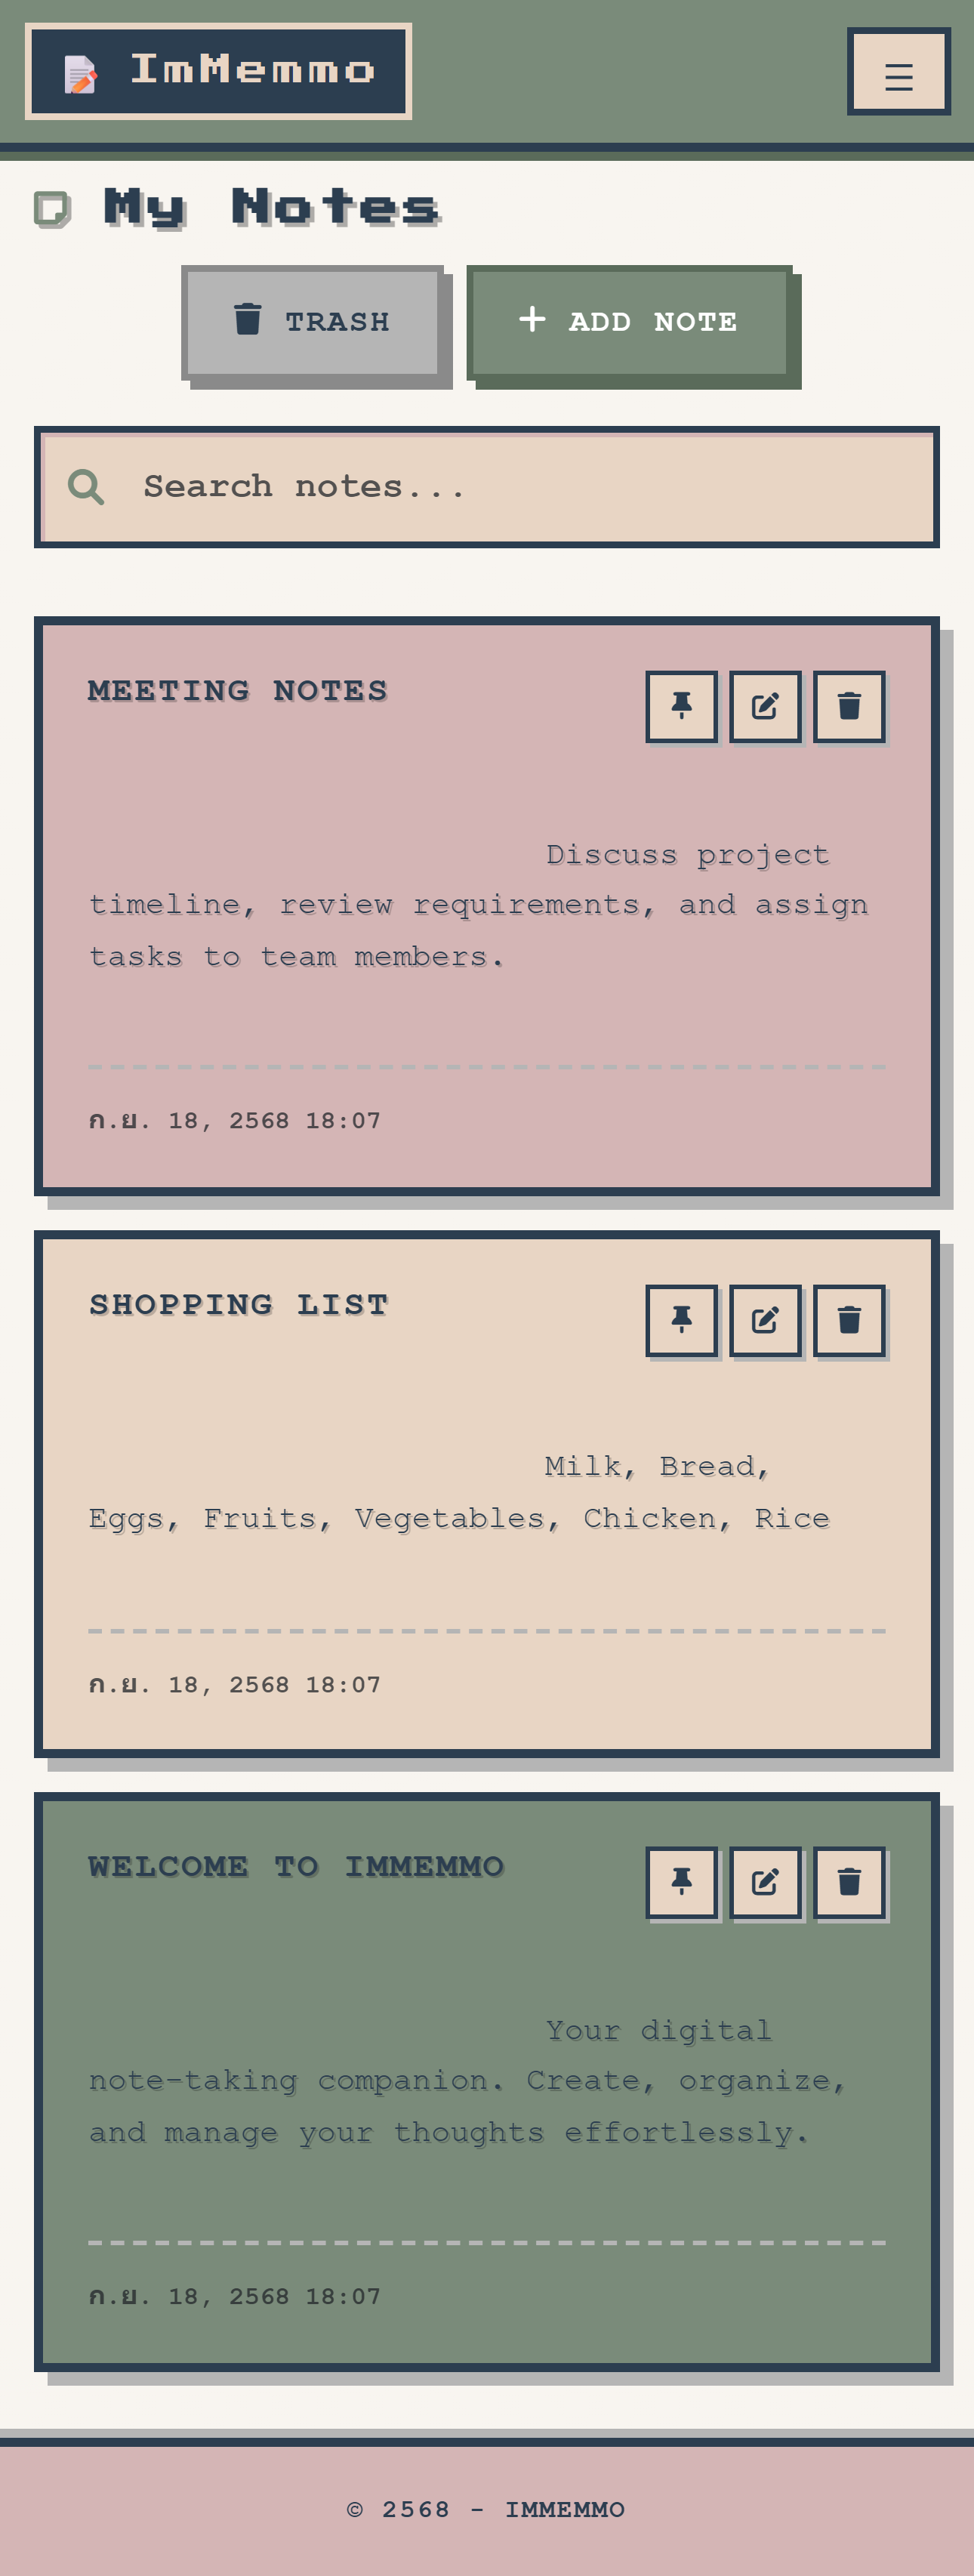 ImMemmo
My Notes
TRASH
ADD NOTE
Search notes...
MEETING NOTES
Discuss project
timeline, review requirements, and assign
tasks to team members.
ก.ย. 18, 2568 18:07
SHOPPING LIST
Milk, Bread,
Eggs, Fruits, Vegetables, Chicken, Rice
ก.ย. 18, 2568 18:07
WELCOME TO IMMEMMO
Your digital
note-taking companion. Create, organize,
and manage your thoughts effortlessly.
ก.ย. 18, 2568 18:07
© 2568 - IMMEMMO